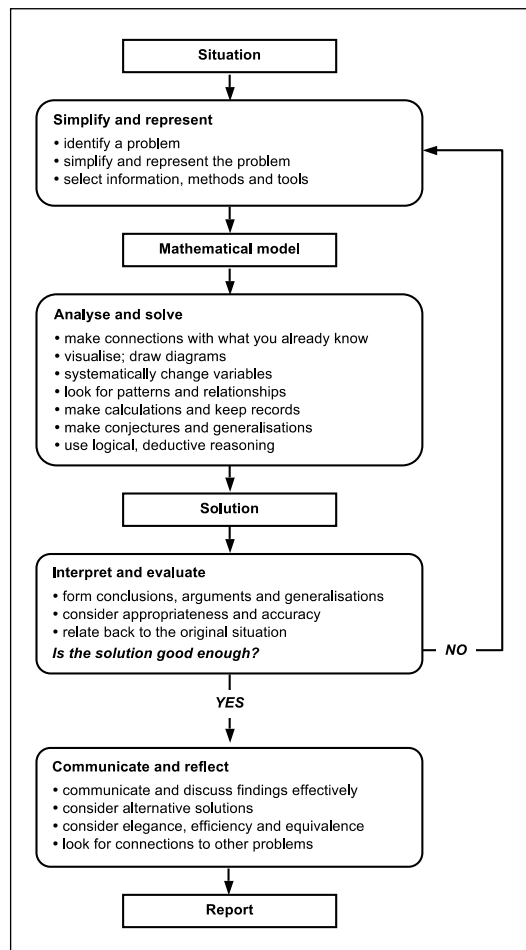 Situation
Simplify and represent
• identify a problem
• simplify and represent the problem
• select information, methods and tools
Mathematical model
Analyse and solve
• make connections with what you already know
• visualise; draw diagrams
• systematically change variables
• look for patterns and relationships
• make calculations and keep records
• make conjectures and generalisations
• use logical, deductive reasoning
Solution
Interpret and evaluate
• form conclusions, arguments and generalisations
• consider appropriateness and accuracy
• relate back to the original situation
Is the solution good enough?
NO
YES
Communicate and reflect
• communicate and discuss findings effectively
• consider alternative solutions
• consider elegance, efficiency and equivalence
• look for connections to other problems
Report